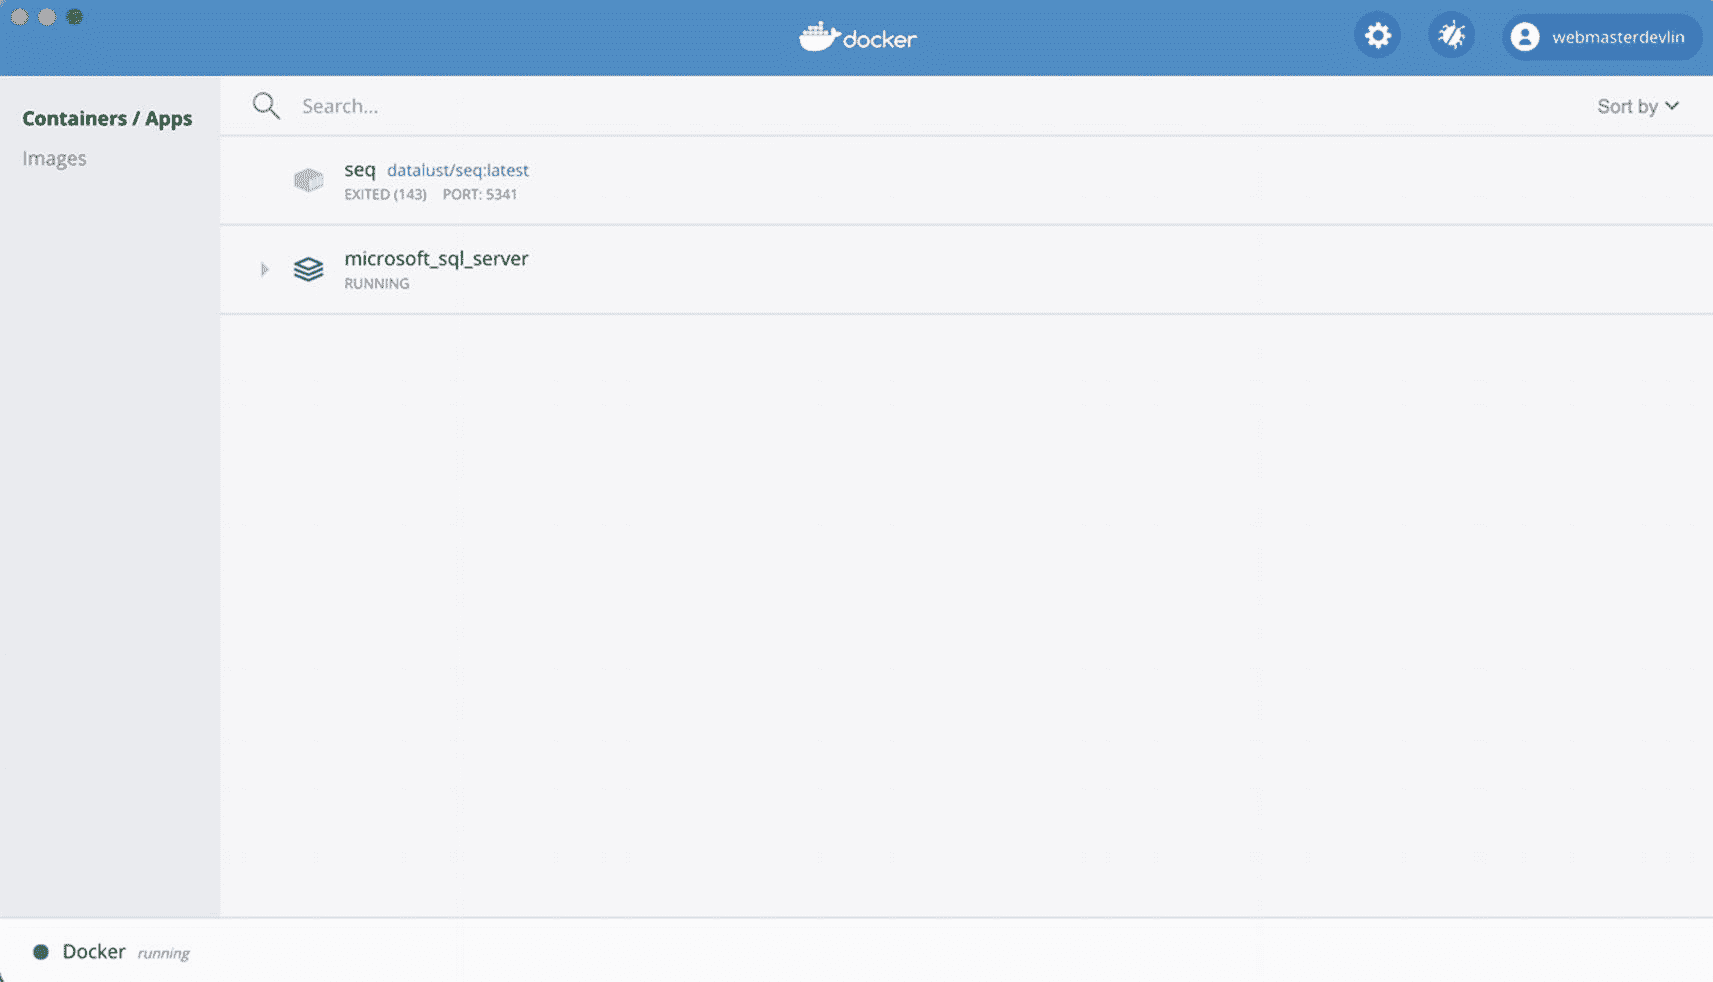 docker
webmasterdevlin
Containers / Apps
Images
Search...
Sort by
seq datalust/seq:latest
EXITED (143) PORT: 5341
microsoft_sql_server
RUNNING
Docker running